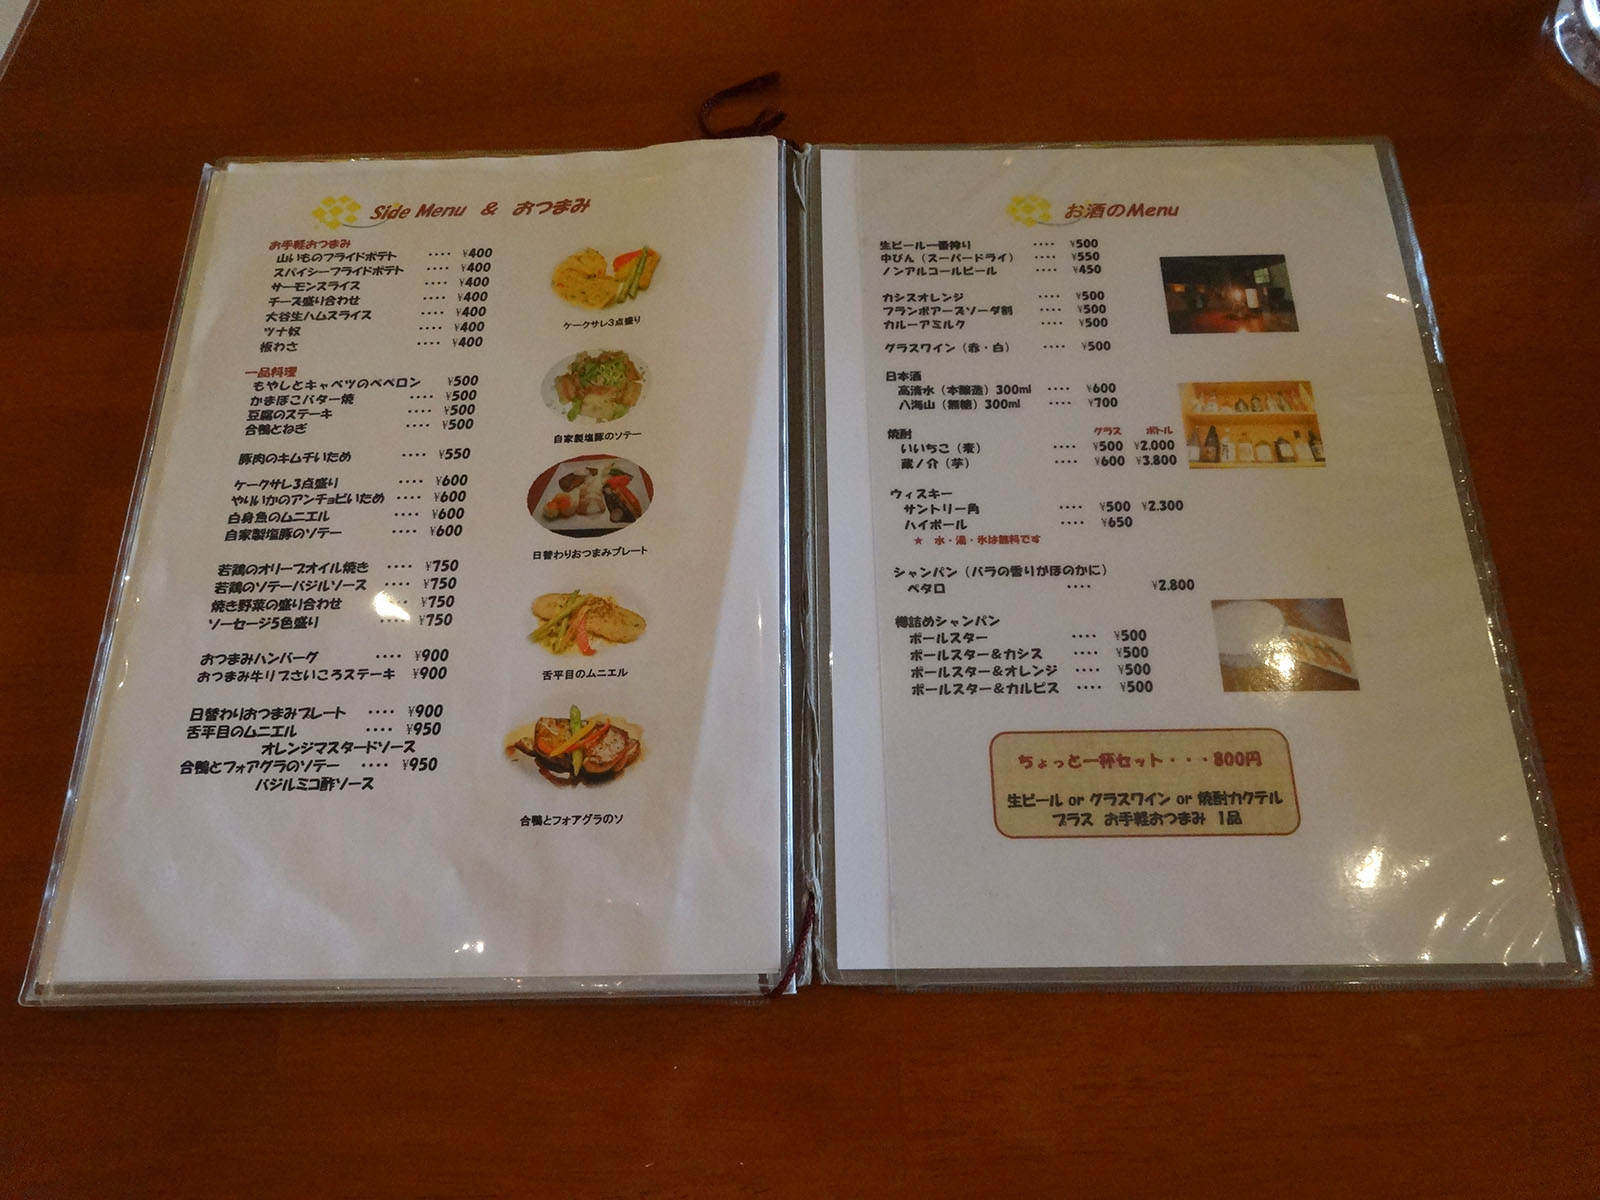 Side Menu & おつまみ
お手軽おつまみ
山いものフライドポテト ････ ¥400
スパイシーフライドポテト ････ ¥400
サーモンスライス ････ ¥400
チーズ盛り合わせ ････ ¥400
大谷生ハムスライス ････ ¥400
ツナ奴 ････ ¥400
板わさ ････ ¥400
一品料理
もやしとキャベツのペペロン ¥500
かまぼこバター焼 ････ ¥500
豆腐のステーキ ････ ¥500
合鴨とねぎ ････ ¥500
豚肉のキムチいため ････ ¥550
ケークサレ3点盛り ････ ¥600
やりいかのアンチョビいため ････ ¥600
白身魚のムニエル ････ ¥600
自家製塩豚のソテー ････ ¥600
若鶏のオリーブオイル焼き ････ ¥750
若鶏のソテーバジルソース ････ ¥750
焼き野菜の盛り合わせ ････ ¥750
ソーセージ5色盛り ････ ¥750
おつまみハンバーグ ････ ¥900
おつまみ牛リブさいころステーキ ¥900
日替わりおつまみプレート ････ ¥900
舌平目のムニエル ････ ¥950
オレンジマスタードソース
合鴨とフォアグラのソテー ････ ¥950
バジルミコ酢ソース
ケークサレ3点盛り
自家製塩豚のソテー
日替わりおつまみプレート
舌平目のムニエル
合鴨とフォアグラのソ
お酒のMenu
生ビール一番搾り ････ ¥500
中びん（スーパードライ） ････ ¥550
ノンアルコールビール ････ ¥450
カシスオレンジ ････ ¥500
フランボアーズソーダ割 ････ ¥500
カルーアミルク ････ ¥500
グラスワイン（赤・白） ････ ¥500
日本酒
高清水（本醸造）300ml ････ ¥600
八海山（無糖）300ml ････ ¥700
焼酎 グラス ボトル
いいちこ（麦） ････ ¥500 ¥2.000
蔵ノ介（芋） ････ ¥600 ¥3.800
ウィスキー
サントリー角 ････ ¥500 ¥2.300
ハイボール ････ ¥650
★ 水・湯・氷は無料です
シャンパン（バラの香りがほのかに）
ペタロ ････ ¥2.800
樽詰めシャンパン
ポールスター ････ ¥500
ポールスター＆カシス ････ ¥500
ポールスター＆オレンジ ････ ¥500
ポールスター＆カルピス ････ ¥500
ちょっと一杯セット・・・800円
生ビール or グラスワイン or 焼酎カクテル
プラス お手軽おつまみ 1品